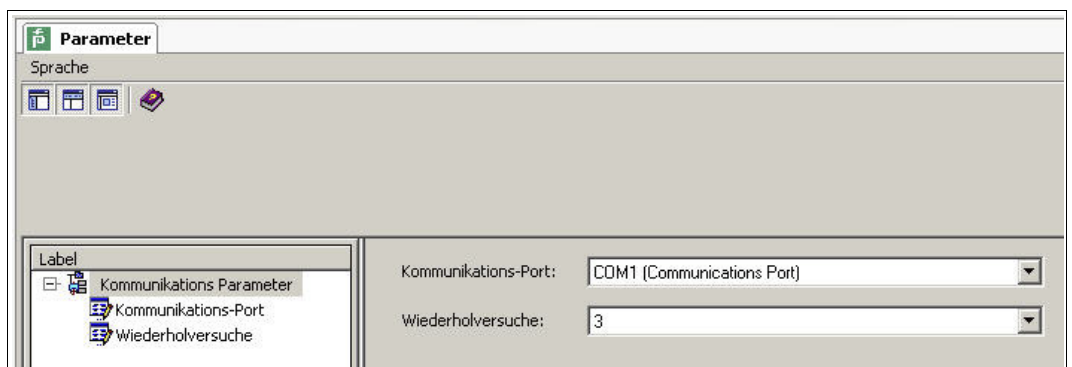 Parameter
Sprache
Label
Kommunikations Parameter
Kommunikations-Port
Wiederholversuche
Kommunikations-Port: COM1 (Communications Port)
Wiederholversuche: 3